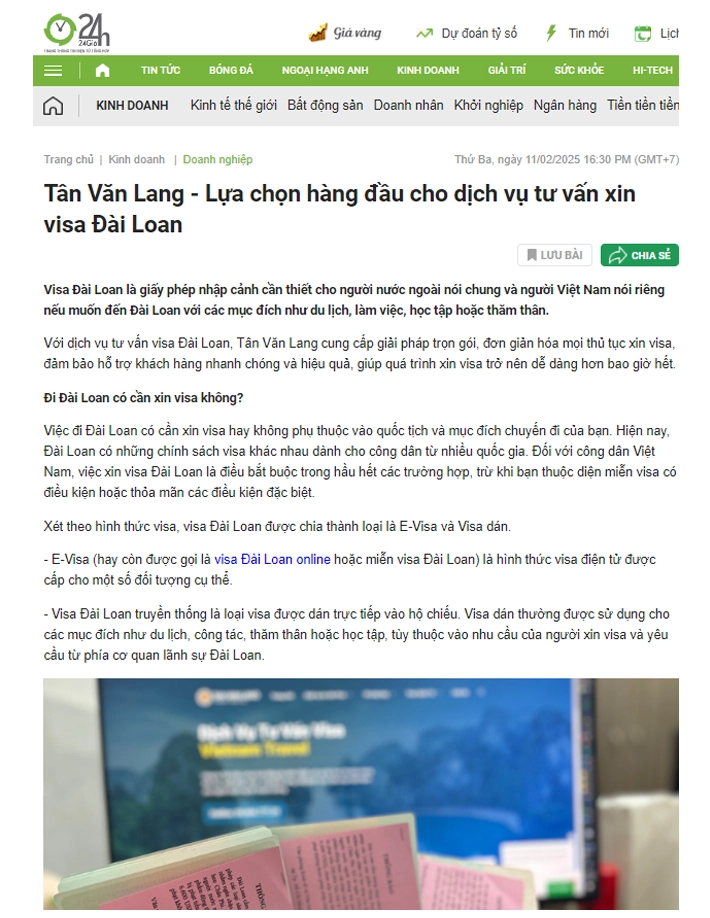 24h
24Giờ
Giá vàng
Dự đoán tỷ số
Tin mới
Lịch
TIN TỨC
BÓNG ĐÁ
NGOẠI HẠNG ANH
KINH DOANH
GIẢI TRÍ
SỨC KHỎE
HI-TECH
KINH DOANH
Kinh tế thế giới
Bất động sản
Doanh nhân
Khởi nghiệp
Ngân hàng
Tiền tiền tiền
Trang chủ | Kinh doanh | Doanh nghiệp
Thứ Ba, ngày 11/02/2025 16:30 PM (GMT+7)
Tân Văn Lang - Lựa chọn hàng đầu cho dịch vụ tư vấn xin
visa Đài Loan
LƯU BÀI
CHIA SẺ
Visa Đài Loan là giấy phép nhập cảnh cần thiết cho người nước ngoài nói chung và người Việt Nam nói riêng
nếu muốn đến Đài Loan với các mục đích như du lịch, làm việc, học tập hoặc thăm thân.
Với dịch vụ tư vấn visa Đài Loan, Tân Văn Lang cung cấp giải pháp trọn gói, đơn giản hóa mọi thủ tục xin visa,
đảm bảo hỗ trợ khách hàng nhanh chóng và hiệu quả, giúp quá trình xin visa trở nên dễ dàng hơn bao giờ hết.
Đi Đài Loan có cần xin visa không?
Việc đi Đài Loan có cần xin visa hay không phụ thuộc vào quốc tịch và mục đích chuyến đi của bạn. Hiện nay,
Đài Loan có những chính sách visa khác nhau dành cho công dân từ nhiều quốc gia. Đối với công dân Việt
Nam, việc xin visa Đài Loan là điều bắt buộc trong hầu hết các trường hợp, trừ khi bạn thuộc diện miễn visa có
điều kiện hoặc thỏa mãn các điều kiện đặc biệt.
Xét theo hình thức visa, visa Đài Loan được chia thành loại là E-Visa và Visa dán.
- E-Visa (hay còn được gọi là visa Đài Loan online hoặc miễn visa Đài Loan) là hình thức visa điện tử được
cấp cho một số đối tượng cụ thể.
- Visa Đài Loan truyền thống là loại visa được dán trực tiếp vào hộ chiếu. Visa dán thường được sử dụng cho
các mục đích như du lịch, công tác, thăm thân hoặc học tập, tùy thuộc vào nhu cầu của người xin visa và yêu
cầu từ phía cơ quan lãnh sự Đài Loan.
Dịch Vụ Tư Vấn Visa
Vietnam Travel